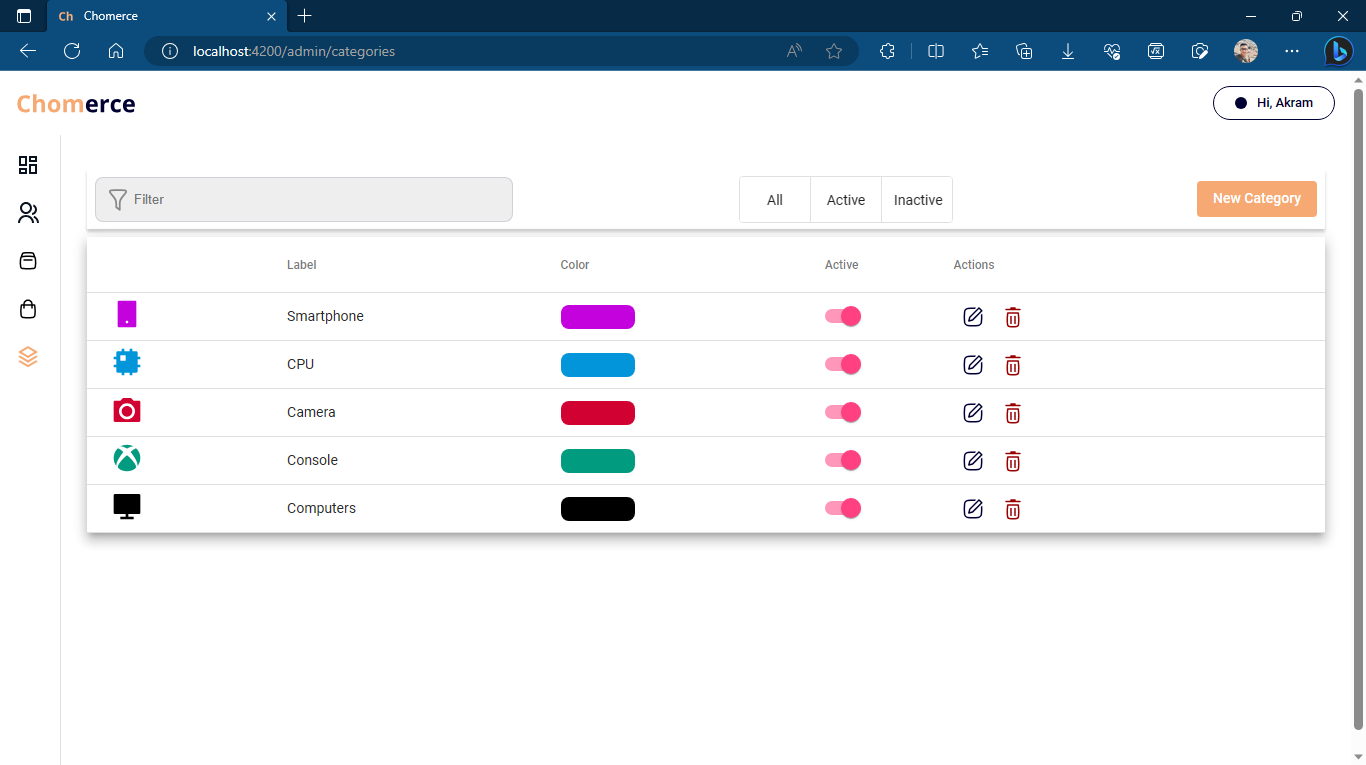 Ch Chomerce
localhost:4200/admin/categories
Chomerce
Hi, Akram
Filter
All Active Inactive
New Category
Label Color Active Actions
Smartphone
CPU
Camera
Console
Computers